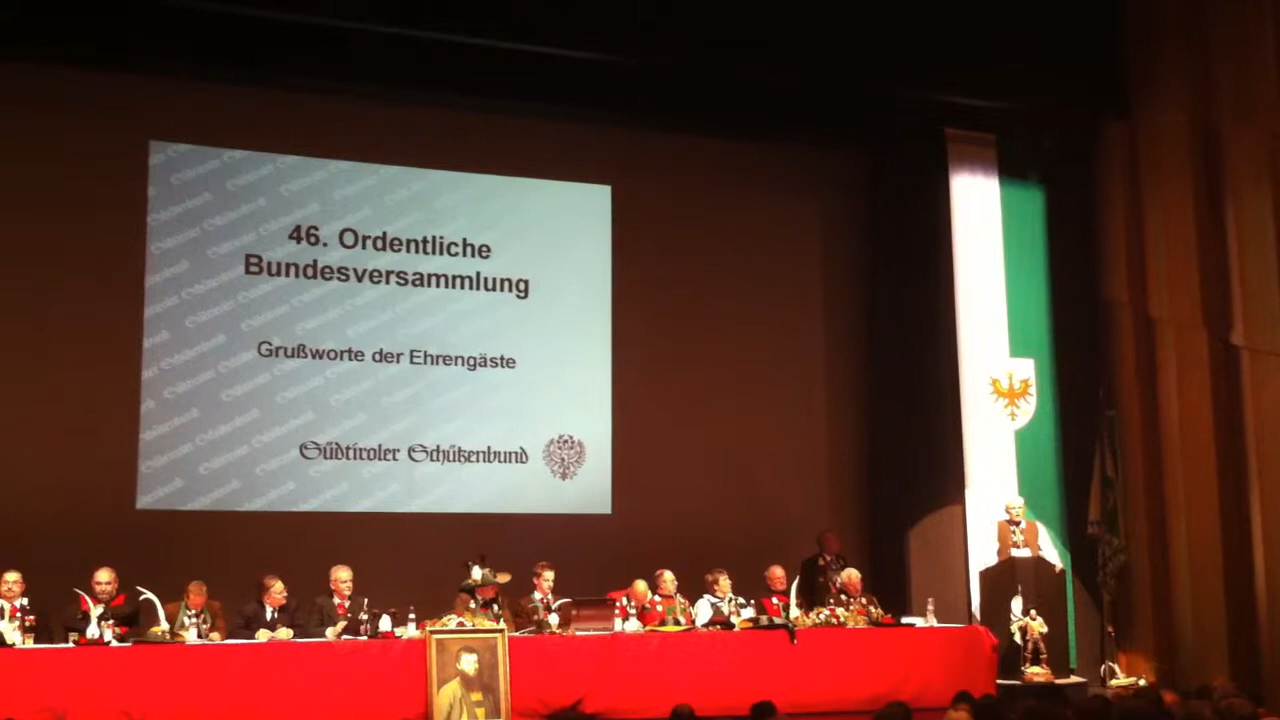 46. Ordentliche
Bundesversammlung
Grußworte der Ehrengäste
Südtiroler Schützenbund